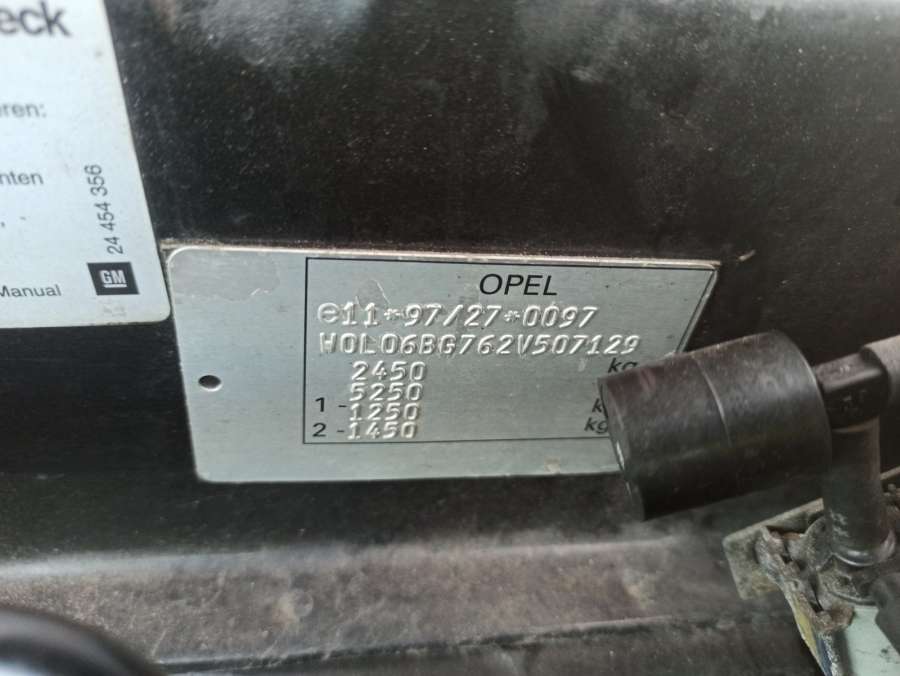 eck
eren:
nten
Manual
24 454 356
GM
OPEL
e11*97/27*0097
W0L06BG762V507129
2450 kg
5250
1 -1250
2 -1450 kg